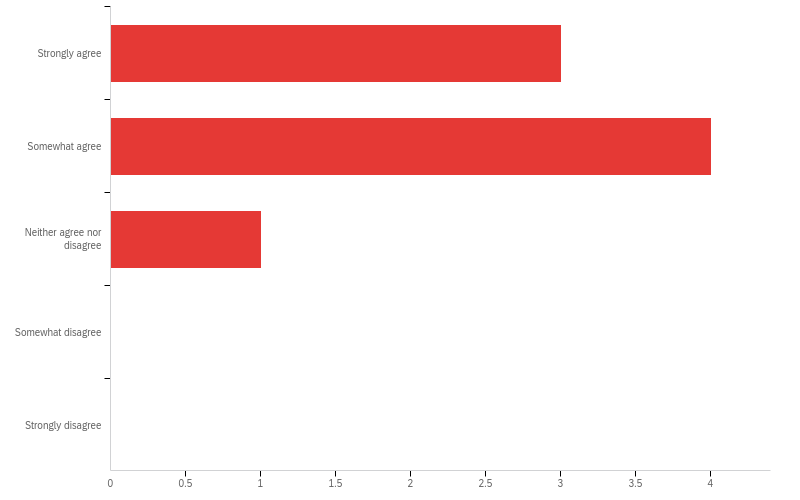 Strongly agree
Somewhat agree
Neither agree nor
disagree
Somewhat disagree
Strongly disagree
0 0.5 1 1.5 2 2.5 3 3.5 4